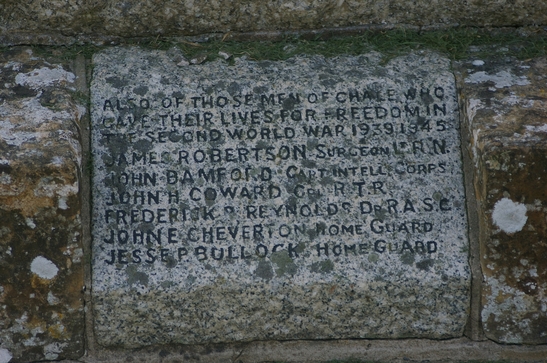 ALSO, OF THOSE MEN OF CHALE, WHO
GAVE THEIR LIVES FOR FREEDOM IN
THE SECOND WORLD WAR, 1939, 1945
JAMES ROBERTSON, SURGEON LT. R.N.
JOHN BAMFORD CAPT. INTELL. CORPS
JOHN H. COWARD R.T.R.
FREDERICK REYNOLDS DR. R.A.S.C.
JOHN E. CHEVERTON HOME GUARD
JESSE P. BULLOCK. HOME GUARD